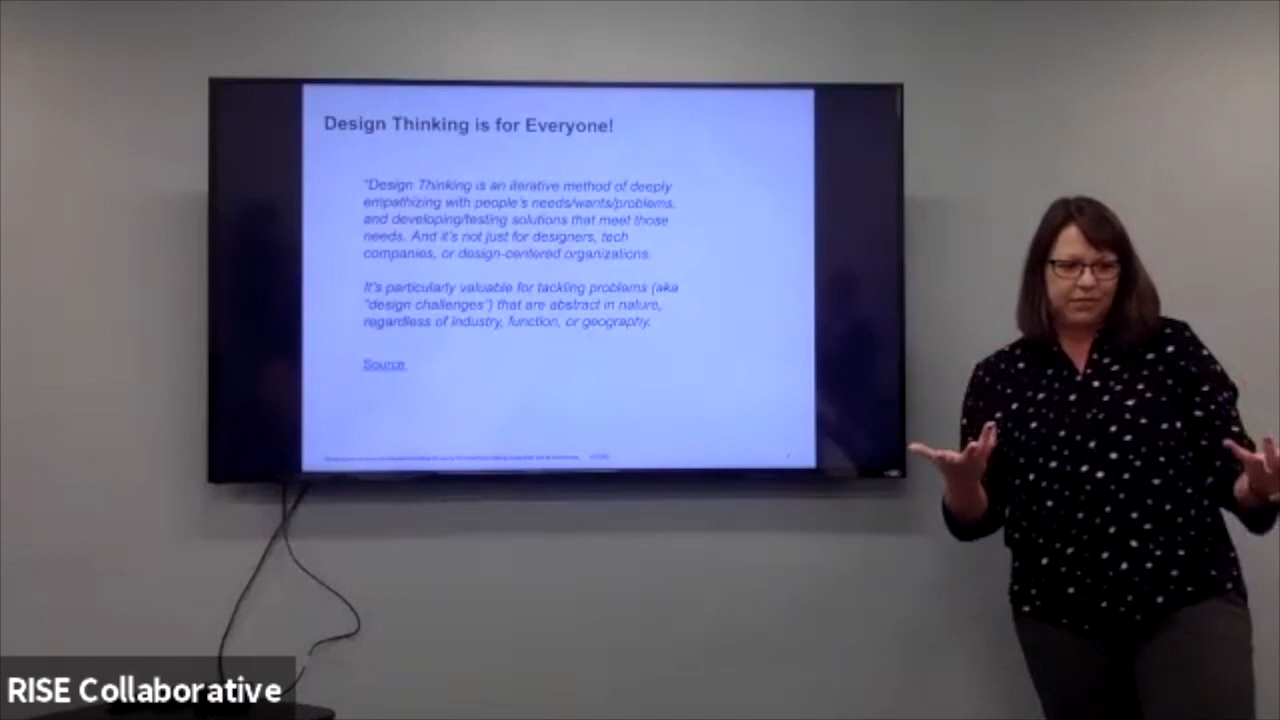 Design Thinking is for Everyone!
"Design Thinking is an iterative method of deeply
empathizing with people's needs/wants/problems,
and developing/testing solutions that meet those
needs. And it's not just for designers, tech
companies, or design-centered organizations.
It's particularly valuable for tackling problems (aka
"design challenges") that are abstract in nature,
regardless of industry, function, or geography.
Source
RISE Collaborative